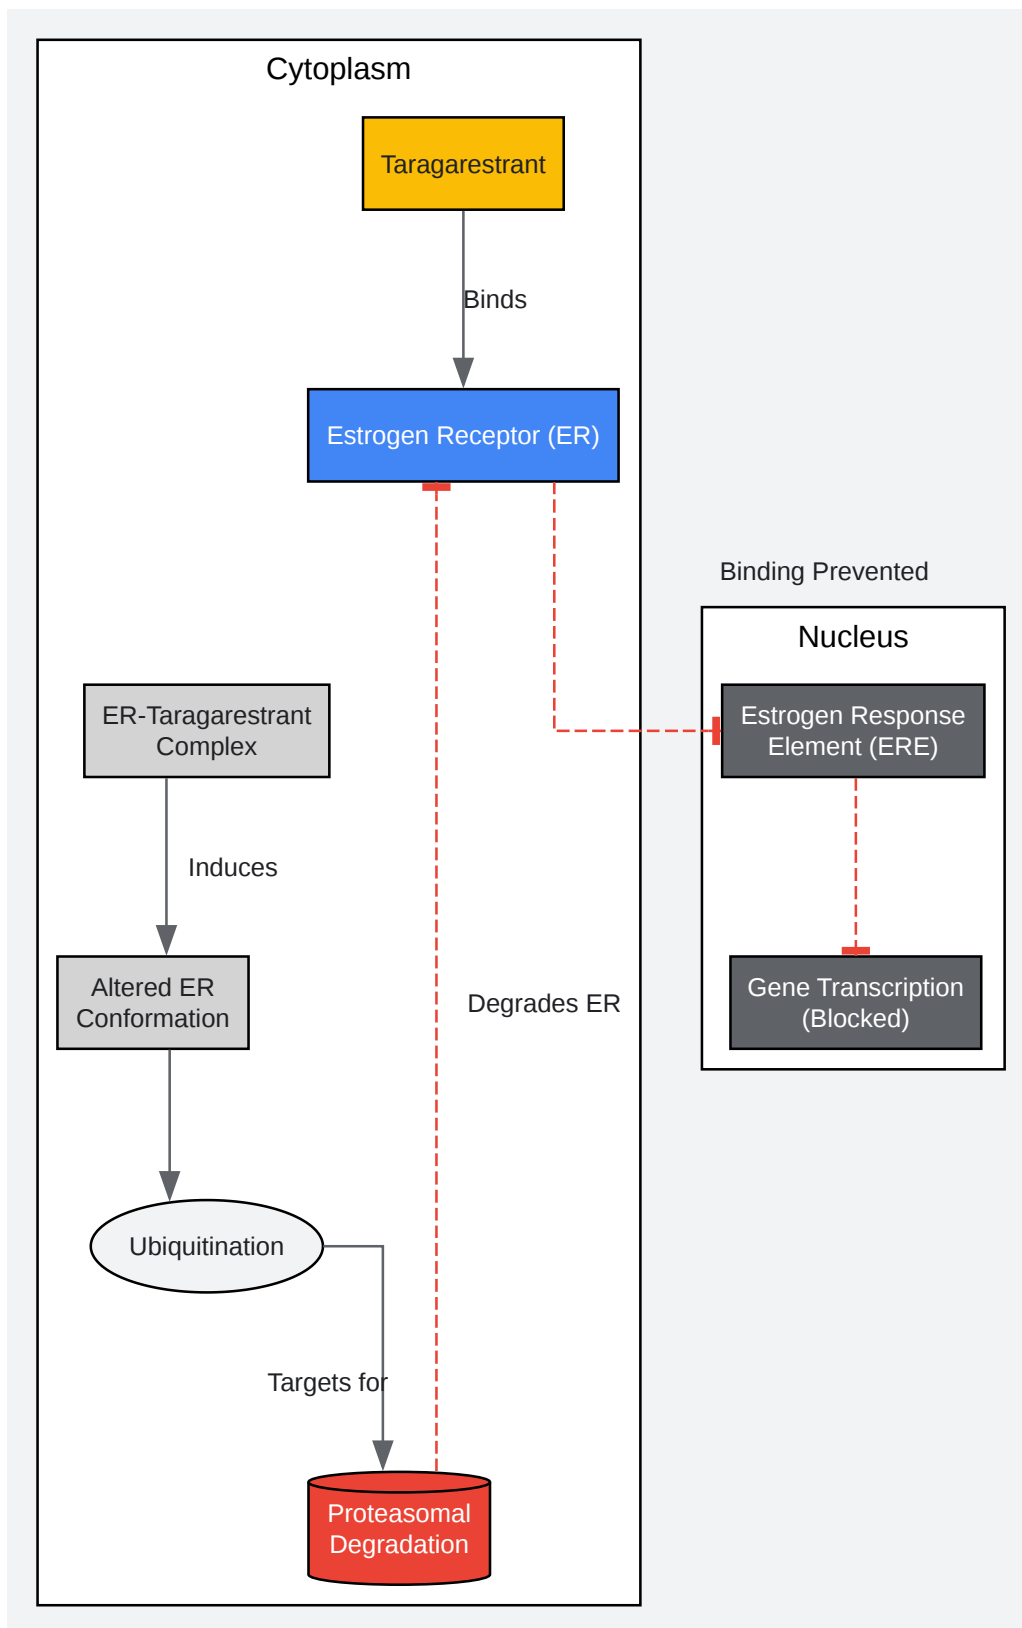 Cytoplasm
Taragarestrant
Binds
Estrogen Receptor (ER)
Binding Prevented
Nucleus
ER-Taragarestrant
Complex
Estrogen Response
Element (ERE)
Induces
Altered ER
Conformation
Degrades ER
Gene Transcription
(Blocked)
Ubiquitination
Targets for
Proteasomal
Degradation